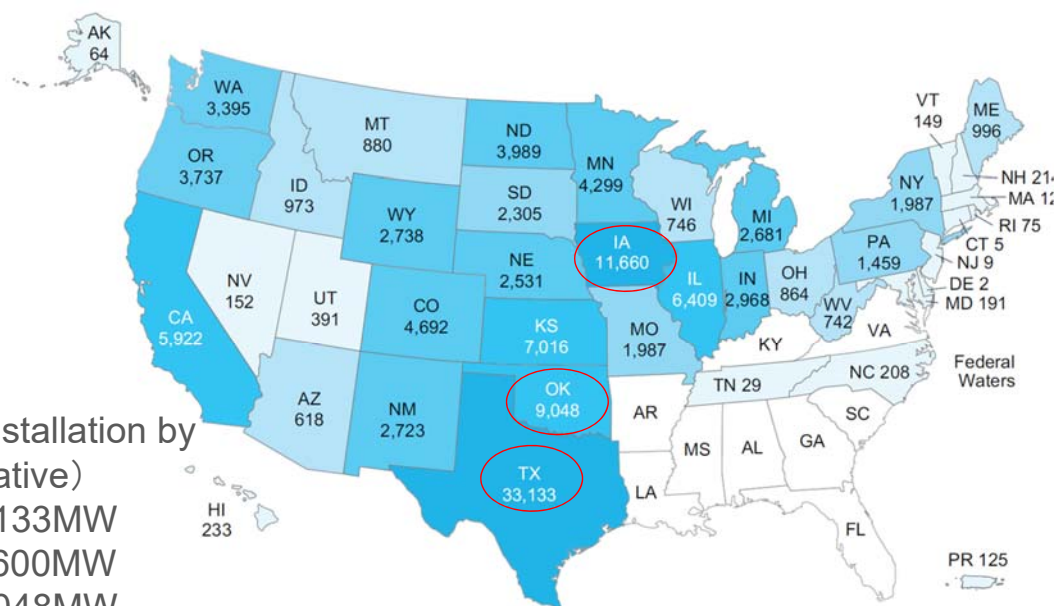 AK
64
WA
3,395
OR
3,737
CA
5,922
NV
152
ID
973
MT
880
WY
2,738
UT
391
AZ
618
CO
4,692
NM
2,723
ND
3,989
SD
2,305
NE
2,531
KS
7,016
OK
9,048
TX
33,133
MN
4,299
IA
11,660
MO
1,987
WI
746
IL
6,409
MI
2,681
IN
2,968
OH
864
KY
WV
742
VA
TN 29
NC 208
AR
LA
MS
AL
GA
SC
FL
PA
1,459
NY
1,987
VT
149
ME
996
NH 214
MA 12
RI 75
CT 5
NJ 9
DE 2
MD 191
Federal
Waters
HI
233
PR 125
stallation by
ative）
133MW
600MW
048MW